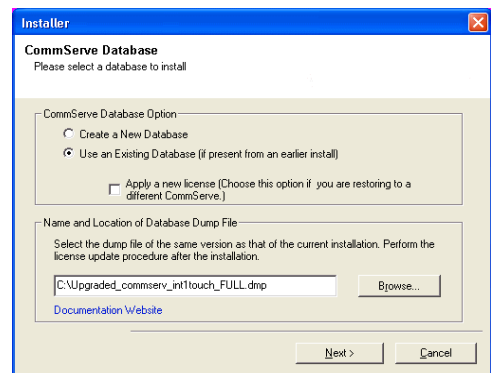 Installer
CommServe Database
Please select a database to install
CommServe Database Option
Create a New Database
Use an Existing Database (if present from an earlier install)
Apply a new license (Choose this option if you are restoring to a
different CommServe.)
Name and Location of Database Dump File
Select the dump file of the same version as that of the current installation. Perform the
license update procedure after the installation.
C:\Upgraded_commserv_int1touch_FULL.dmp
Browse...
Documentation Website
Next >
Cancel